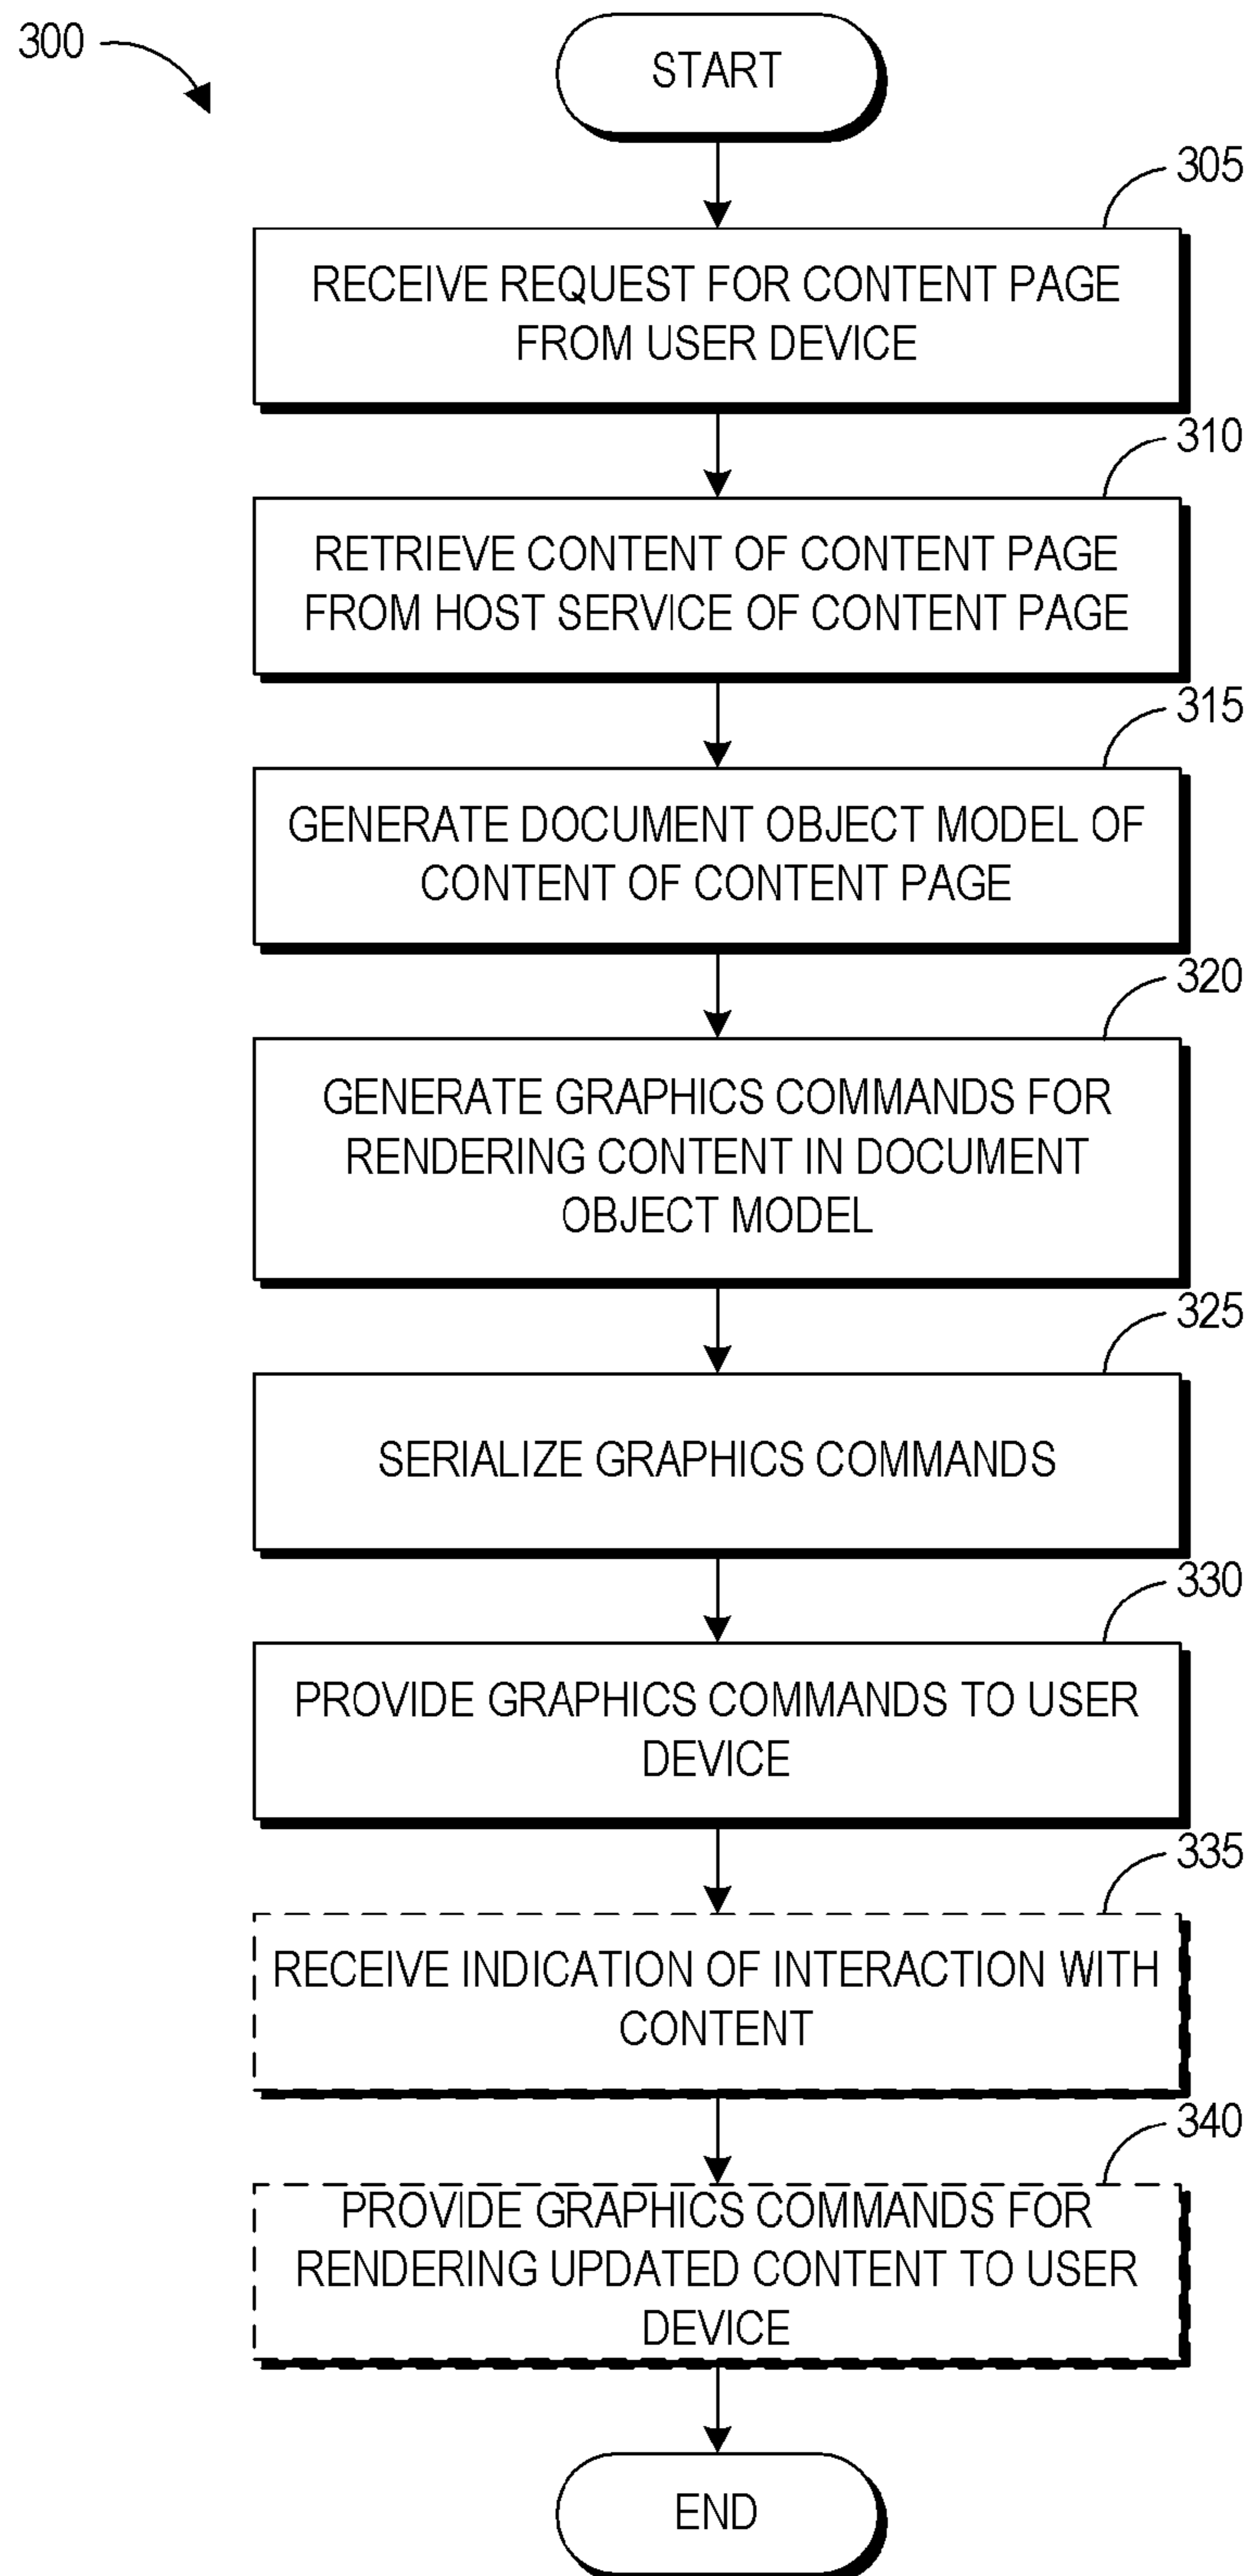 300
START
305
RECEIVE REQUEST FOR CONTENT PAGE
FROM USER DEVICE
310
RETRIEVE CONTENT OF CONTENT PAGE
FROM HOST SERVICE OF CONTENT PAGE
315
GENERATE DOCUMENT OBJECT MODEL OF
CONTENT OF CONTENT PAGE
320
GENERATE GRAPHICS COMMANDS FOR
RENDERING CONTENT IN DOCUMENT
OBJECT MODEL
325
SERIALIZE GRAPHICS COMMANDS
330
PROVIDE GRAPHICS COMMANDS TO USER
DEVICE
335
RECEIVE INDICATION OF INTERACTION WITH
CONTENT
340
PROVIDE GRAPHICS COMMANDS FOR
RENDERING UPDATED CONTENT TO USER
DEVICE
END